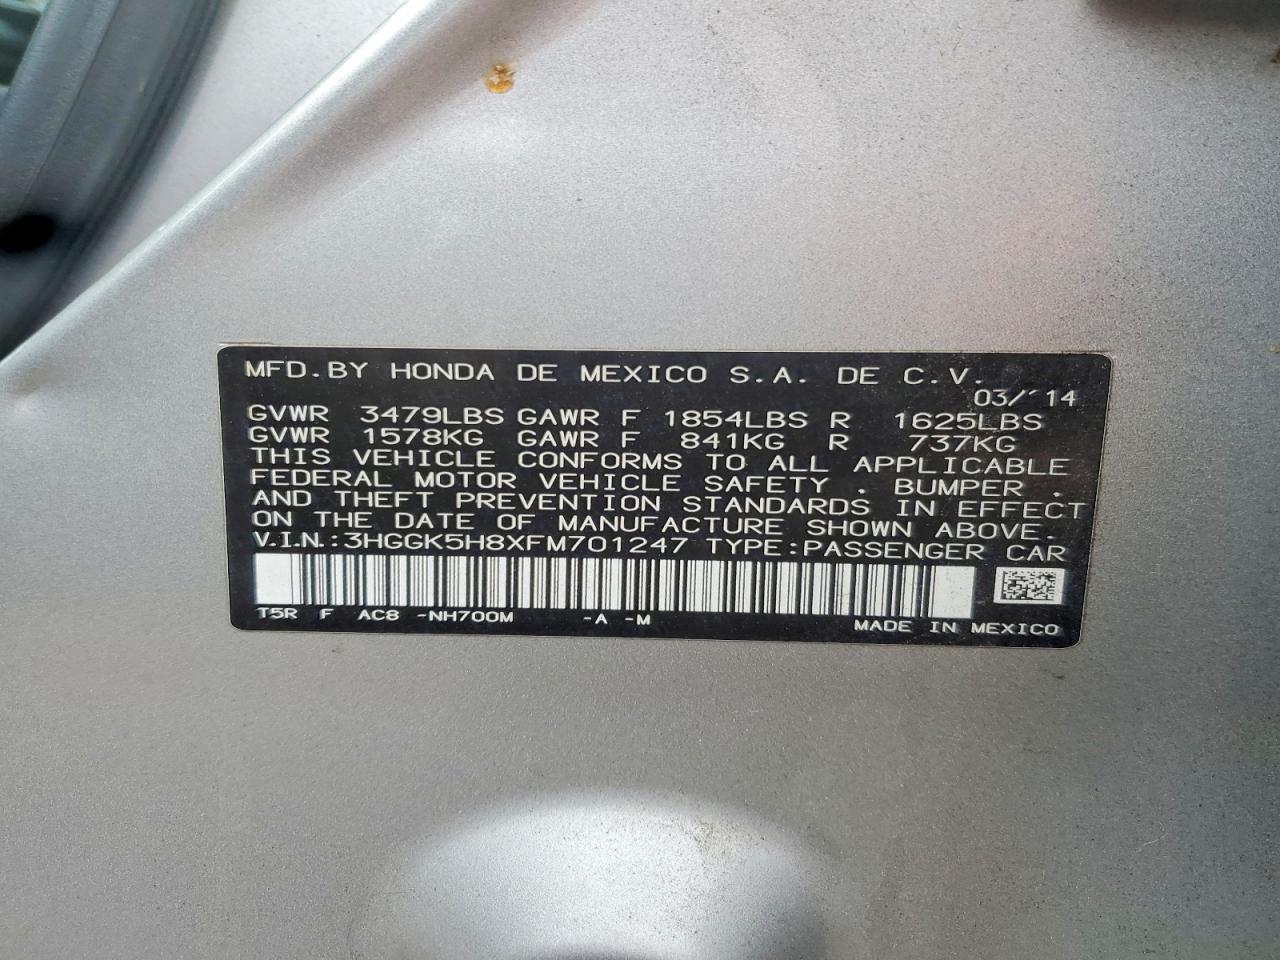 MFD.BY HONDA DE MEXICO S.A. DE C.V.
03/´14
GVWR 3479LBS GAWR F 1854LBS R 1625LBS
GVWR 1578KG GAWR F 841KG R 737KG
THIS VEHICLE CONFORMS TO ALL APPLICABLE
FEDERAL MOTOR VEHICLE SAFETY , BUMPER ,
AND THEFT PREVENTION STANDARDS IN EFFECT
ON THE DATE OF MANUFACTURE SHOWN ABOVE.
V.I.N.:3HGGK5H8XFM701247 TYPE:PASSENGER CAR
T5R F AC8 -NH700M -A -M
MADE IN MEXICO